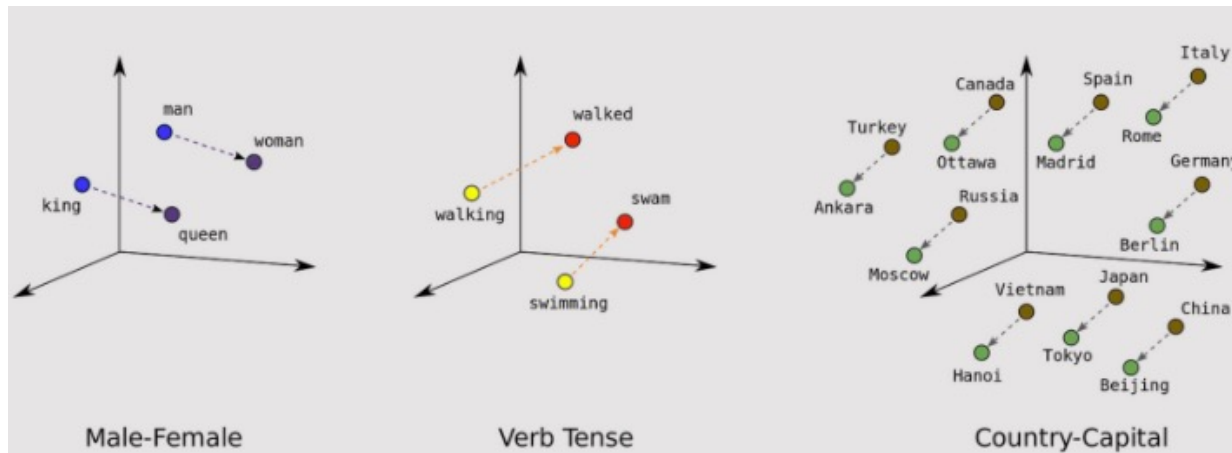 man
woman
king
queen
Male-Female
walked
walking
swam
swimming
Verb Tense
Italy
Canada
Spain
Rome
Turkey
Ottawa
Madrid
Germany
Ankara
Russia
Berlin
Moscow
Vietnam
Japan
China
Hanoi
Tokyo
Beijing
Country-Capital